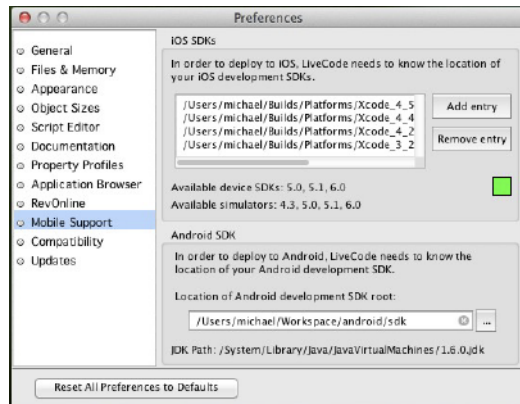 Preferences
General
Files & Memory
Appearance
Object Sizes
Script Editor
Documentation
Property Profiles
Application Browser
RevOnline
Mobile Support
Compatibility
Updates
iOS SDKs
In order to deploy to iOS, LiveCode needs to know the location of
your iOS development SDKs.
/Users/michael/Builds/Platforms/Xcode_4_5
/Users/michael/Builds/Platforms/Xcode_4_4
/Users/michael/Builds/Platforms/Xcode_4_2
/Users/michael/Builds/Platforms/Xcode_3_2
Add entry
Remove entry
Available device SDKs: 5.0, 5.1, 6.0
Available simulators: 4.3, 5.0, 5.1, 6.0
Android SDK
In order to deploy to Android, LiveCode needs to know the
location of your Android development SDK.
Location of Android development SDK root:
/Users/michael/Workspace/android/sdk
...
JDK Path: /System/Library/Java/JavaVirtualMachines/1.6.0.jdk
Reset All Preferences to Defaults